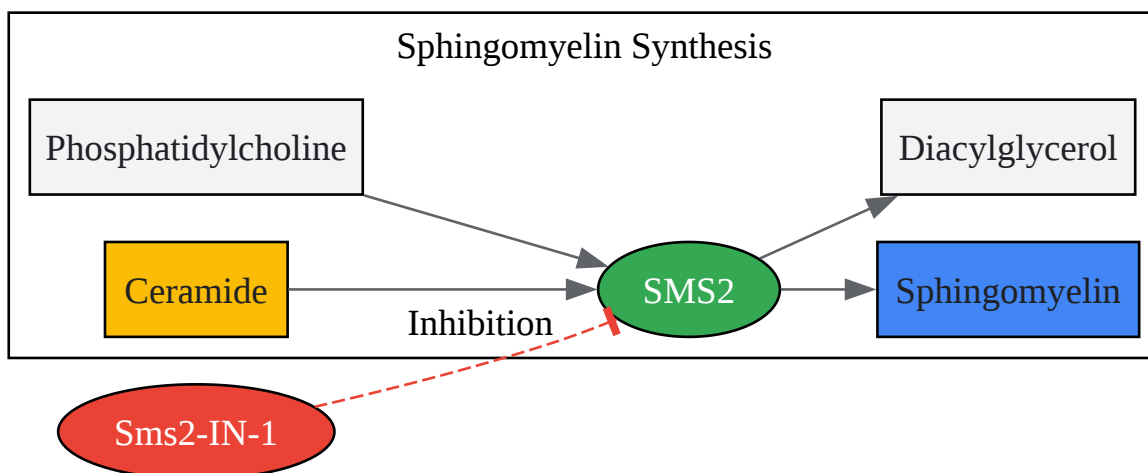 Sphingomyelin Synthesis
Phosphatidylcholine
Diacylglycerol
Ceramide
SMS2
Sphingomyelin
Inhibition
Sms2-IN-1